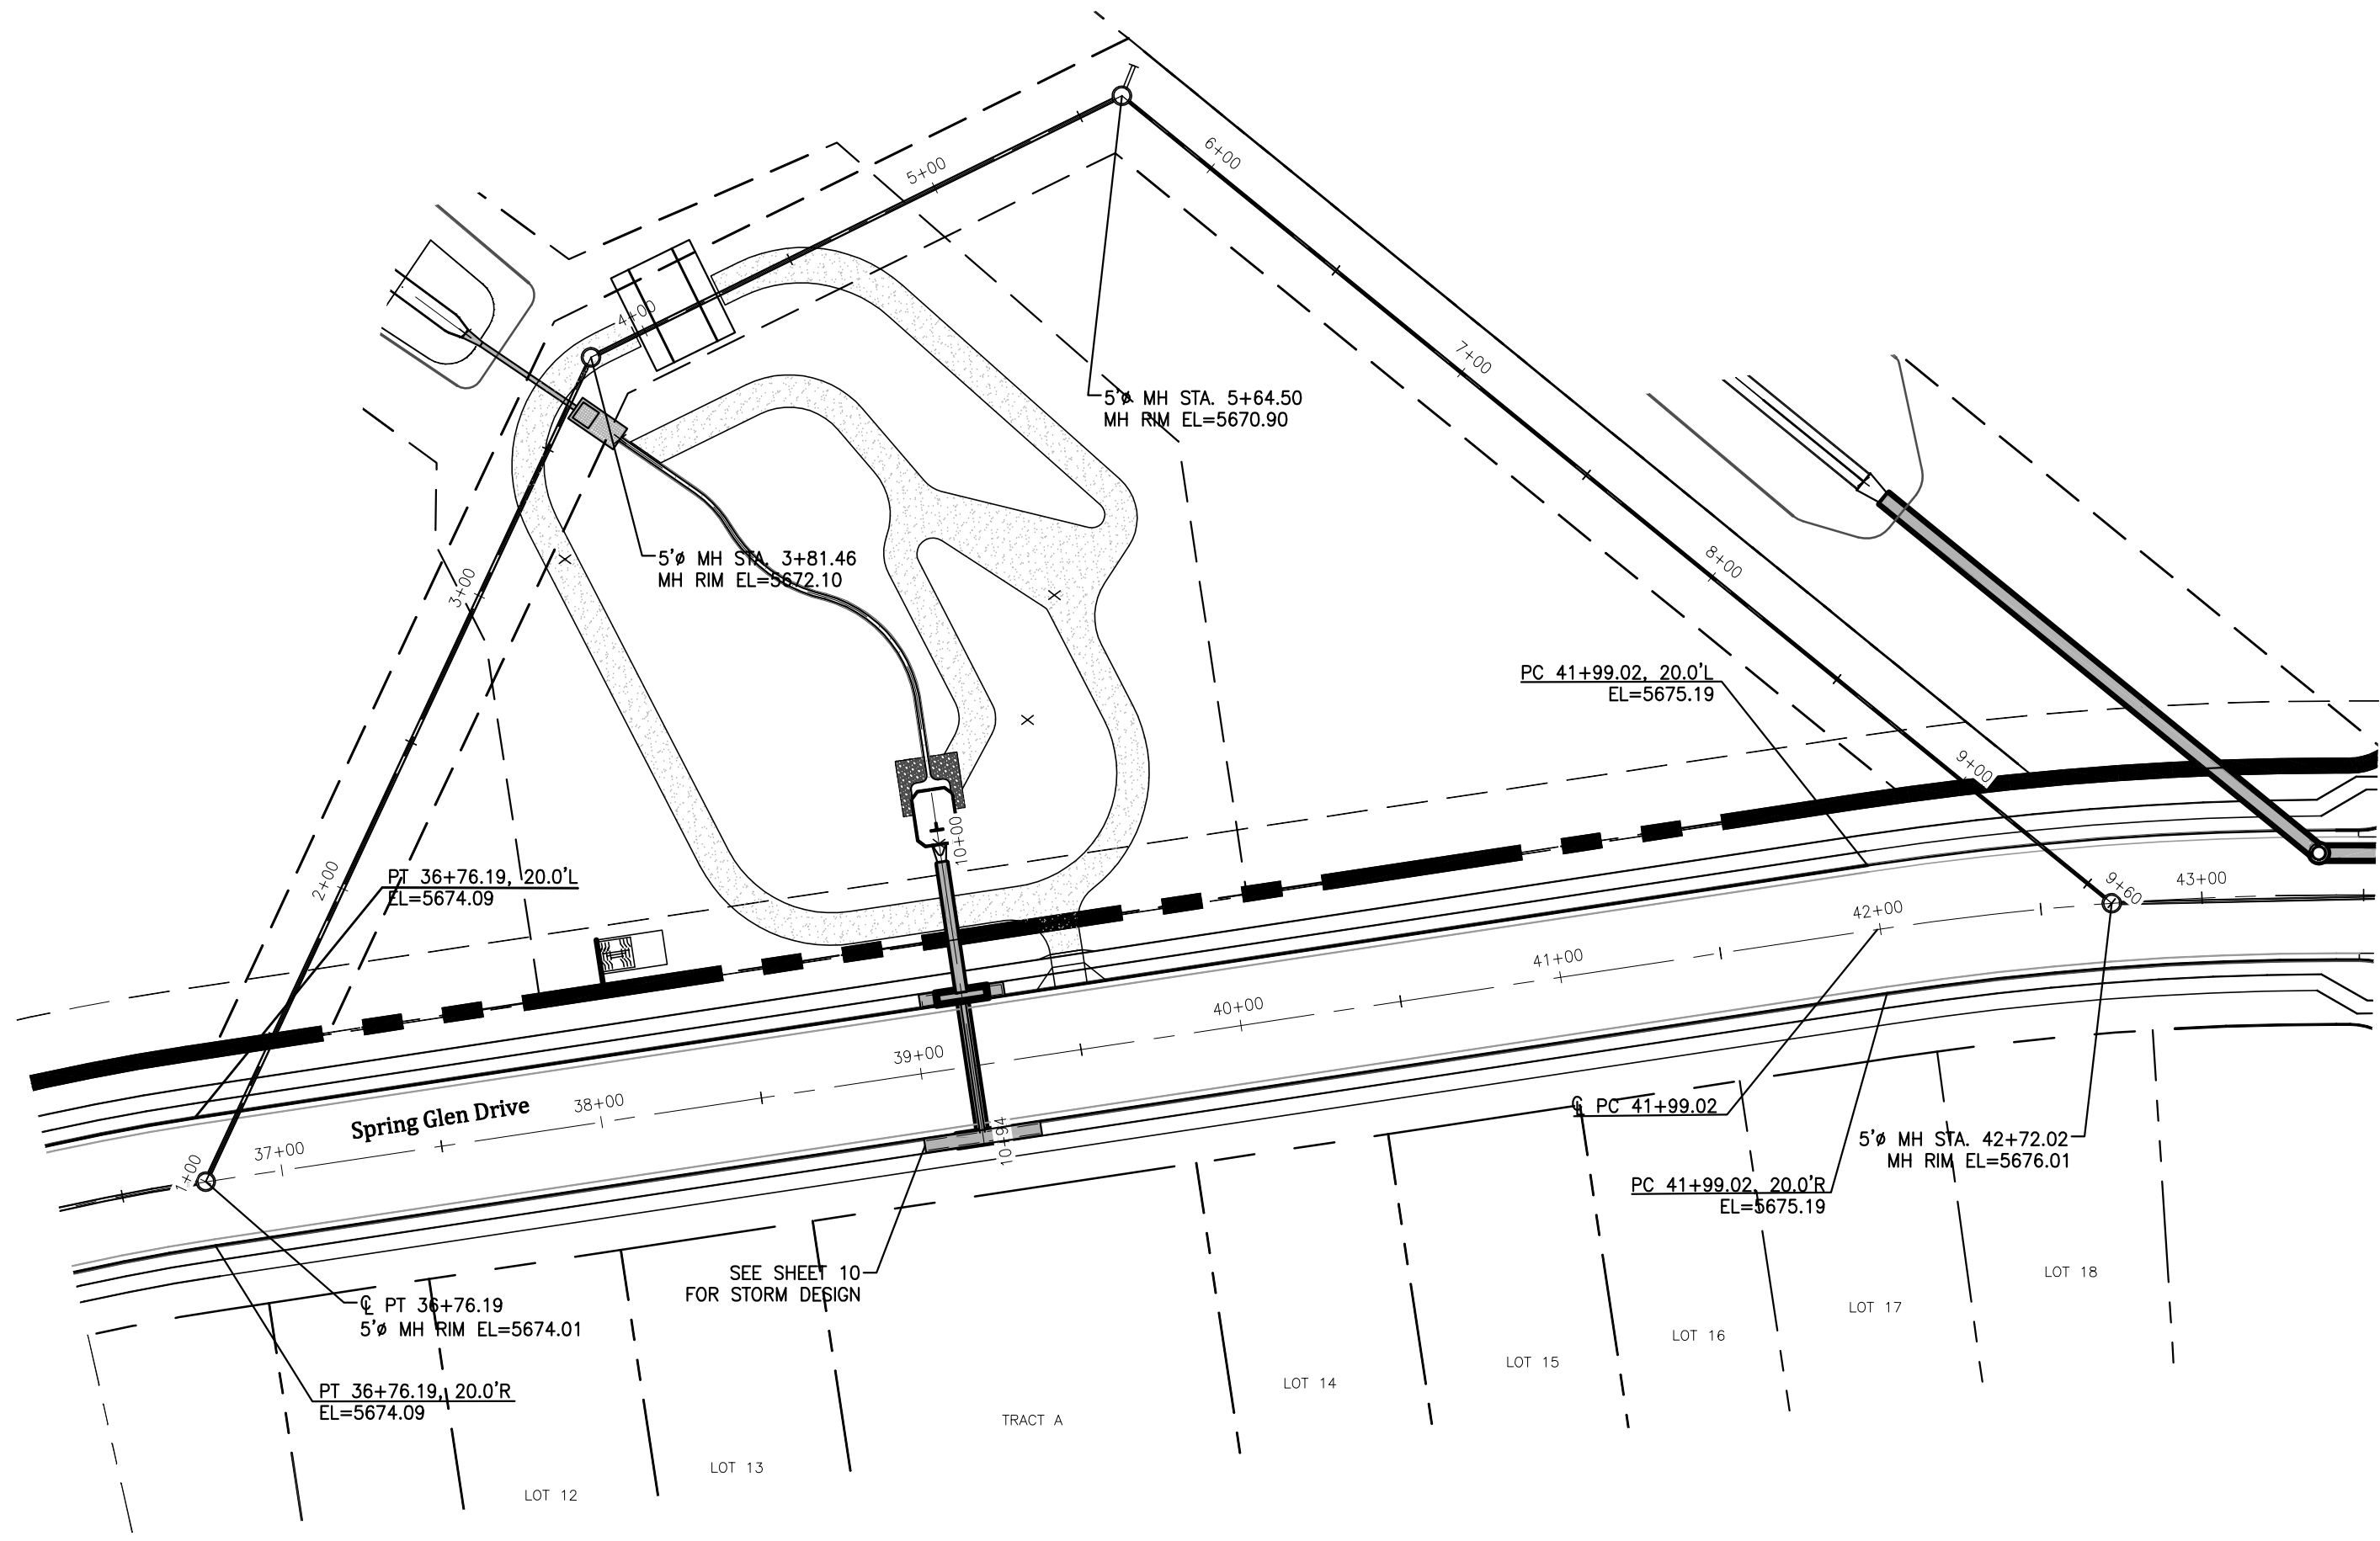 6+00
5+00
4+00
7+00
5'ø MH STA. 5+64.50
MH RIM EL=5670.90
5'ø MH STA. 3+81.46
MH RIM EL=5672.10
3+00
8+00
PC 41+99.02, 20.0'L
EL=5675.19
9+00
10+00
2+00
PT 36+76.19, 20.0'L
EL=5674.09
9+60
43+00
42+00
41+00
40+00
39+00
38+00
Spring Glen Drive
37+00
1+00
10+94
℄ PC 41+99.02
5'ø MH STA. 42+72.02
MH RIM EL=5676.01
PC 41+99.02, 20.0'R
EL=5675.19
SEE SHEET 10
FOR STORM DESIGN
℄ PT 36+76.19
5'ø MH RIM EL=5674.01
PT 36+76.19, 20.0'R
EL=5674.09
LOT 12
LOT 13
TRACT A
LOT 14
LOT 15
LOT 16
LOT 17
LOT 18